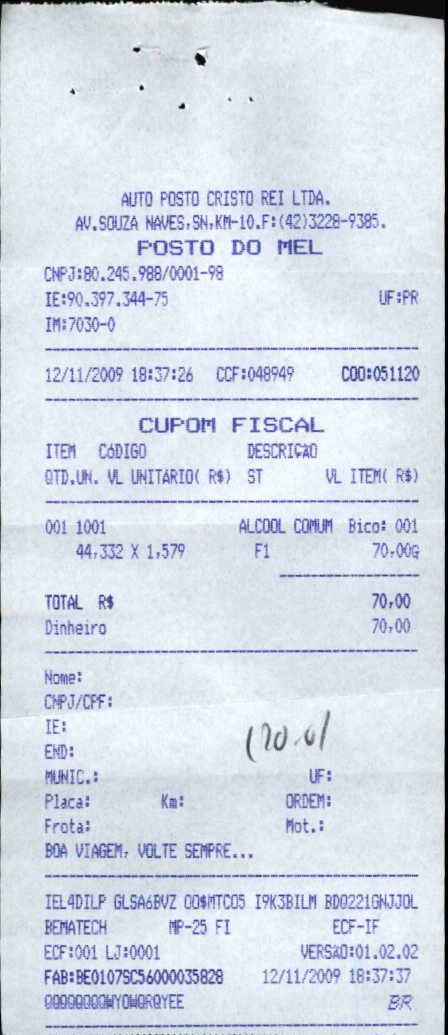 AUTO POSTO CRISTO REI LTDA.
AV.SOUZA NAVES,SN,KM-10.F:(42)3228-9385.
POSTO DO MEL
CNPJ:80.245.988/0001-98
IE:90.397.344-75 UF:PR
IM:7030-0
12/11/2009 18:37:26 CCF:048949 COO:051120
CUPOM FISCAL
ITEM CóDIGO DESCRIÇÃO
QTD.UN. VL UNITÁRIO( R$) ST VL ITEM( R$)
001 1001 ALCOOL COMUM Bico: 001
44,332 X 1,579 F1 70,00G
TOTAL R$ 70,00
Dinheiro 70,00
Nome:
CNPJ/CPF:
IE:
END:
MUNIC.: UF:
Placa: Km: ORDEM:
Frota: Mot.:
BOA VIAGEM, VOLTE SEMPRE...
IEL4DILP GLSA6BVZ I9K3BILM
BEMATECH MP-25 FI ECF-IF
ECF:001 LJ:0001 VERSÃO:01.02.02
FAB:BE0107SC56000035828 12/11/2009 18:37:37
QQQQQQQQWYOWQRQYEE BR